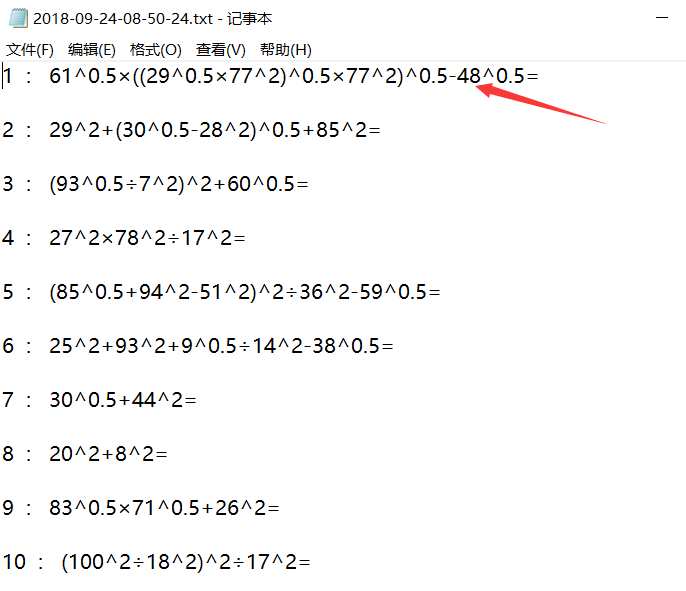 2018-09-24-08-50-24.txt - 记事本
文件(F) 编辑(E) 格式(O) 查看(V) 帮助(H)
1 : 61^0.5×((29^0.5×77^2)^0.5×77^2)^0.5-48^0.5=
2 : 29^2+(30^0.5-28^2)^0.5+85^2=
3 : (93^0.5÷7^2)^2+60^0.5=
4 : 27^2×78^2÷17^2=
5 : (85^0.5+94^2-51^2)^2÷36^2-59^0.5=
6 : 25^2+93^2+9^0.5÷14^2-38^0.5=
7 : 30^0.5+44^2=
8 : 20^2+8^2=
9 : 83^0.5×71^0.5+26^2=
10 : (100^2÷18^2)^2÷17^2=